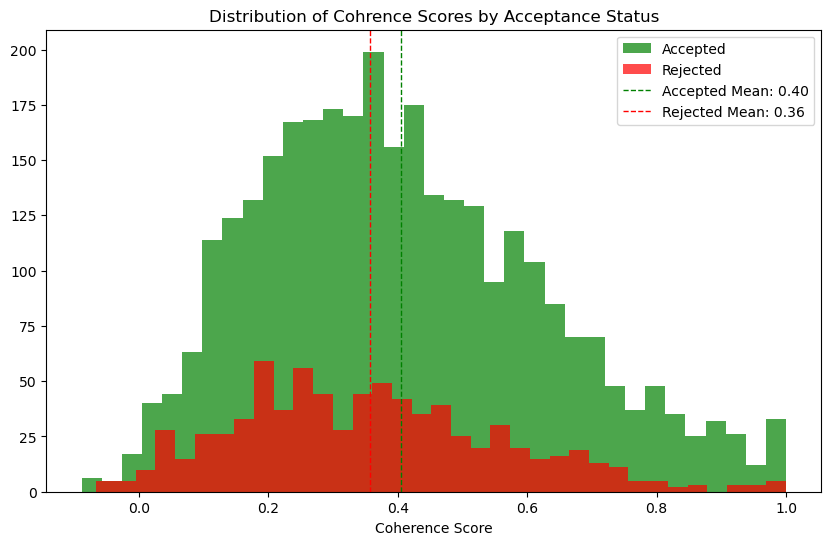 Distribution of Cohrence Scores by Acceptance Status
Accepted
Rejected
Accepted Mean: 0.40
Rejected Mean: 0.36
200
175
150
125
100
75
50
25
0
0.0 0.2 0.4 0.6 0.8 1.0
Coherence Score